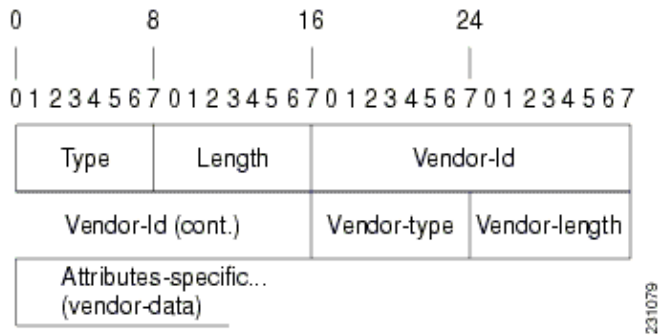 0 8 16 24
0 1 2 3 4 5 6 7 0 1 2 3 4 5 6 7 0 1 2 3 4 5 6 7 0 1 2 3 4 5 6 7
Type Length Vendor-Id
Vendor-Id (cont.) Vendor-type Vendor-length
Attributes-specific...
(vendor-data)
231079